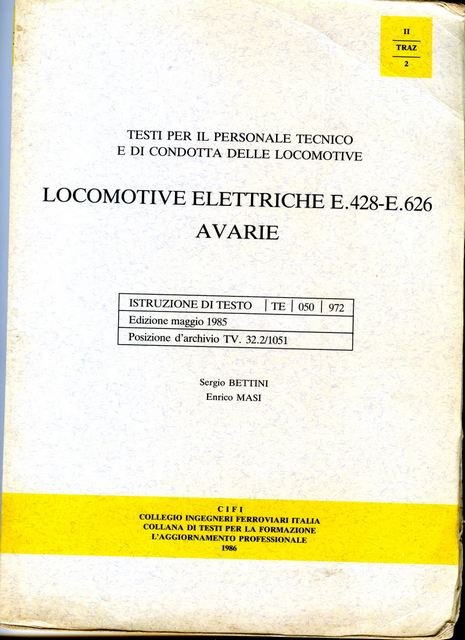 II
TRAZ
2
TESTI PER IL PERSONALE TECNICO
E DI CONDOTTA DELLE LOCOMOTIVE
LOCOMOTIVE ELETTRICHE E.428-E.626
AVARIE
ISTRUZIONE DI TESTO | TE | 050 | 972
Edizione maggio 1985
Posizione d'archivio TV. 32.2/1051
Sergio BETTINI
Enrico MASI
C I F I
COLLEGIO INGEGNERI FERROVIARI ITALIA
COLLANA DI TESTI PER LA FORMAZIONE
L'AGGIORNAMENTO PROFESSIONALE
1986